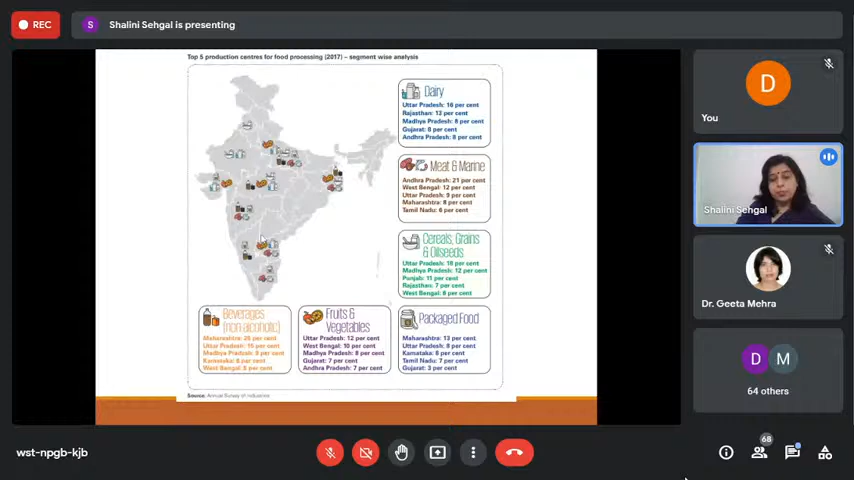 REC
S
Shalini Sehgal is presenting
Top 5 production centres for food processing (2017) – segment wise analysis
Dairy
Uttar Pradesh: 16 per cent
Rajasthan: 13 per cent
Madhya Pradesh: 8 per cent
Gujarat: 8 per cent
Andhra Pradesh: 8 per cent
Meat & Marine
Andhra Pradesh: 21 per cent
West Bengal: 12 per cent
Uttar Pradesh: 9 per cent
Maharashtra: 8 per cent
Tamil Nadu: 6 per cent
Cereals, Grains
& Oilseeds
Uttar Pradesh: 18 per cent
Madhya Pradesh: 12 per cent
Punjab: 11 per cent
Rajasthan: 7 per cent
West Bengal: 8 per cent
Beverages
(non alcoholic)
Maharashtra: 25 per cent
Uttar Pradesh: 15 per cent
Madhya Pradesh: 9 per cent
Karnataka: 8 per cent
West Bengal: 8 per cent
Fruits &
Vegetables
Uttar Pradesh: 12 per cent
West Bengal: 10 per cent
Madhya Pradesh: 8 per cent
Gujarat: 7 per cent
Andhra Pradesh: 7 per cent
Packaged Food
Maharashtra: 13 per cent
Uttar Pradesh: 8 per cent
Karnataka: 8 per cent
Tamil Nadu: 7 per cent
Gujarat: 3 per cent
Source: Annual Survey of Industries
D
You
Shalini Sehgal
Dr. Geeta Mehra
D M
64 others
wst-npgb-kjb
68